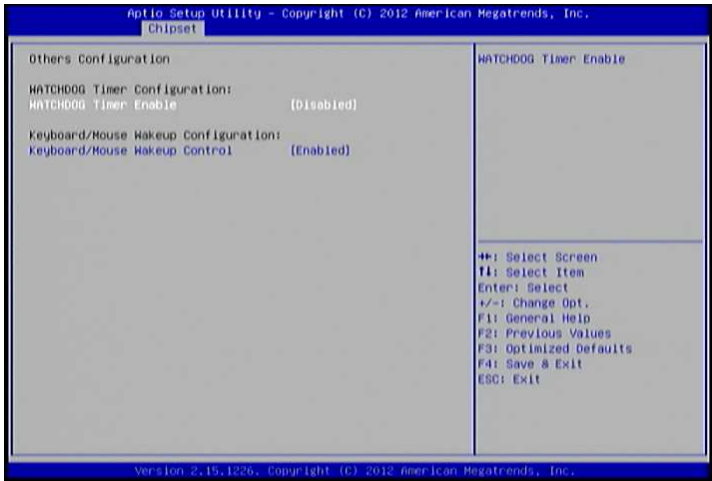 Aptio Setup Utility - Copyright (C) 2012 American Megatrends, Inc.
Chipset
Others Configuration
WATCHDOG Timer Configuration:
WATCHDOG Timer Enable [Disabled]
Keyboard/Mouse Wakeup Configuration:
Keyboard/Mouse Wakeup Control [Enabled]
WATCHDOG Timer Enable
→←: Select Screen
↑↓: Select Item
Enter: Select
+/-: Change Opt.
F1: General Help
F2: Previous Values
F3: Optimized Defaults
F4: Save & Exit
ESC: Exit
Version 2.15.1226. Copyright (C) 2012 American Megatrends, Inc.